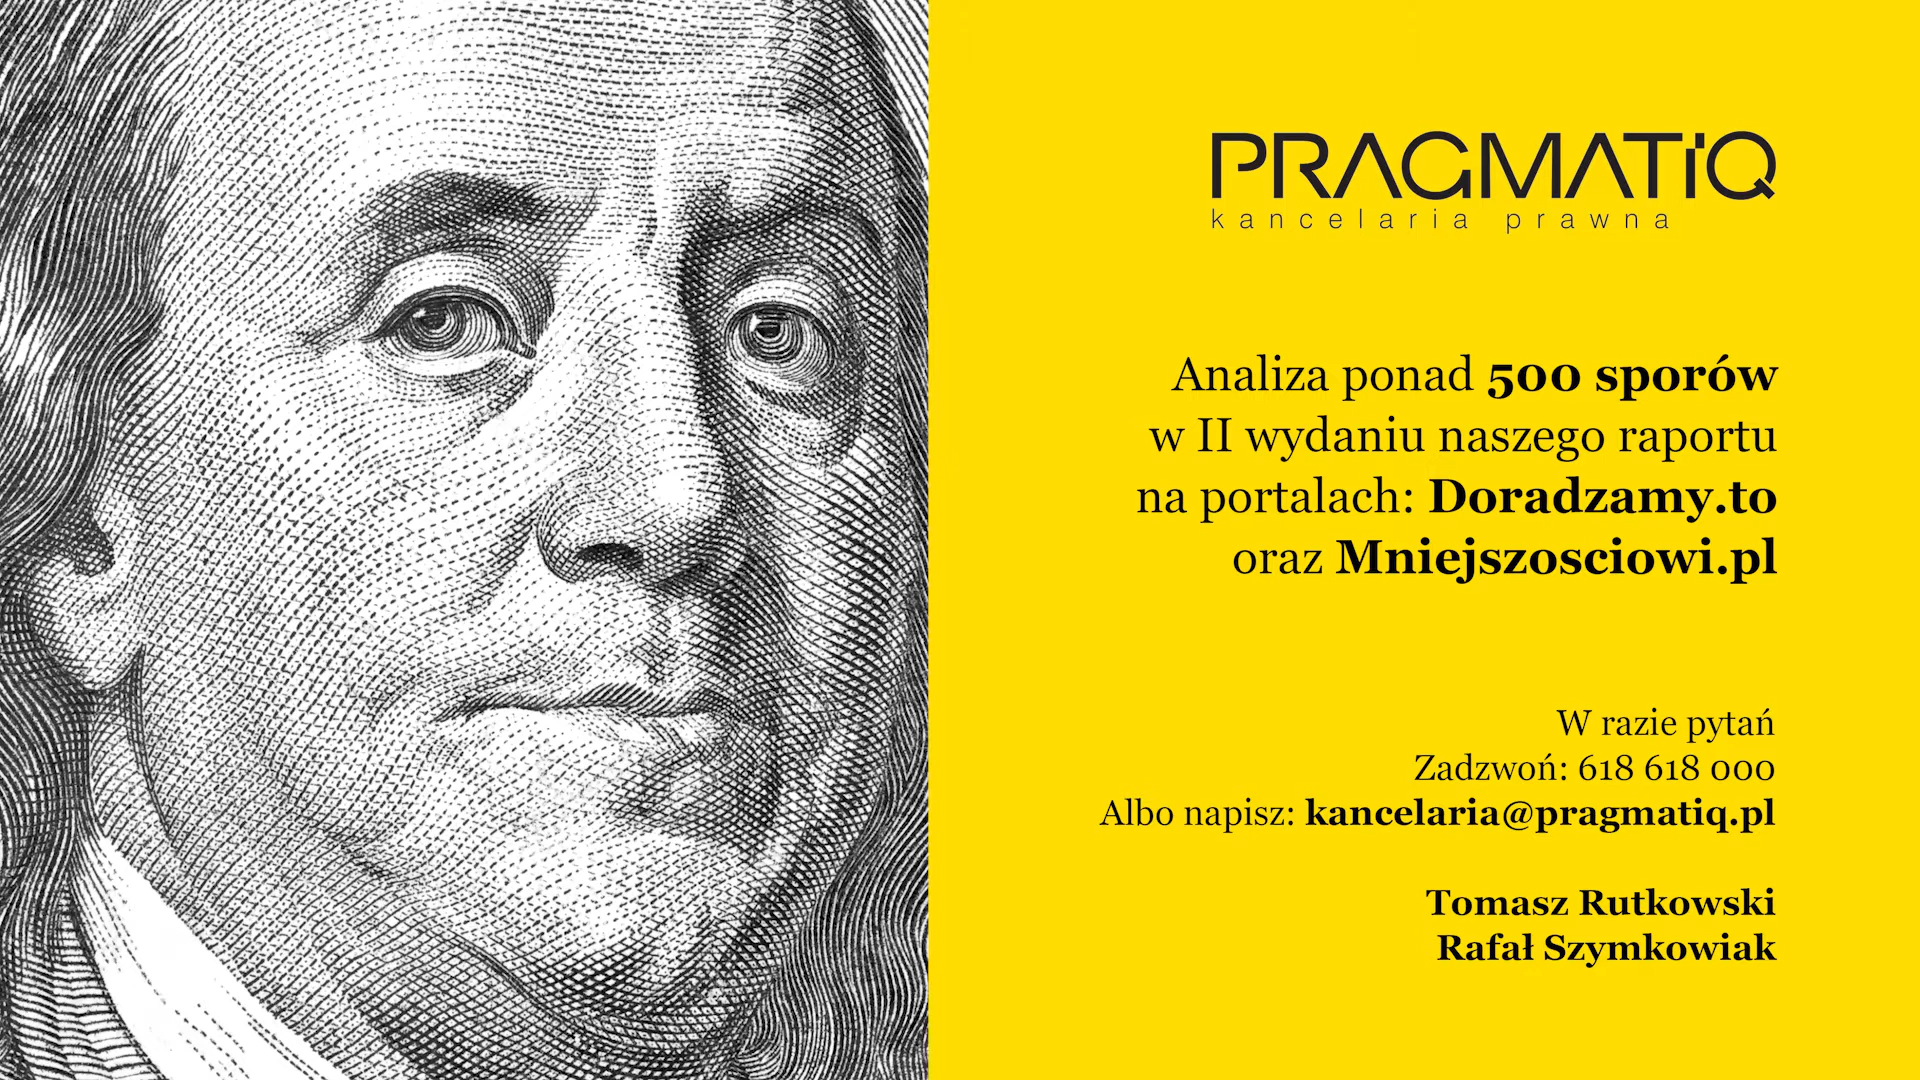 PRAGMATIQ
kancelaria prawna
Analiza ponad 500 sporów
w II wydaniu naszego raportu
na portalach: Doradzamy.to
oraz Mniejszosciowi.pl
W razie pytań
Zadzwoń: 618 618 000
Albo napisz: kancelaria@pragmatiq.pl
Tomasz Rutkowski
Rafał Szymkowiak